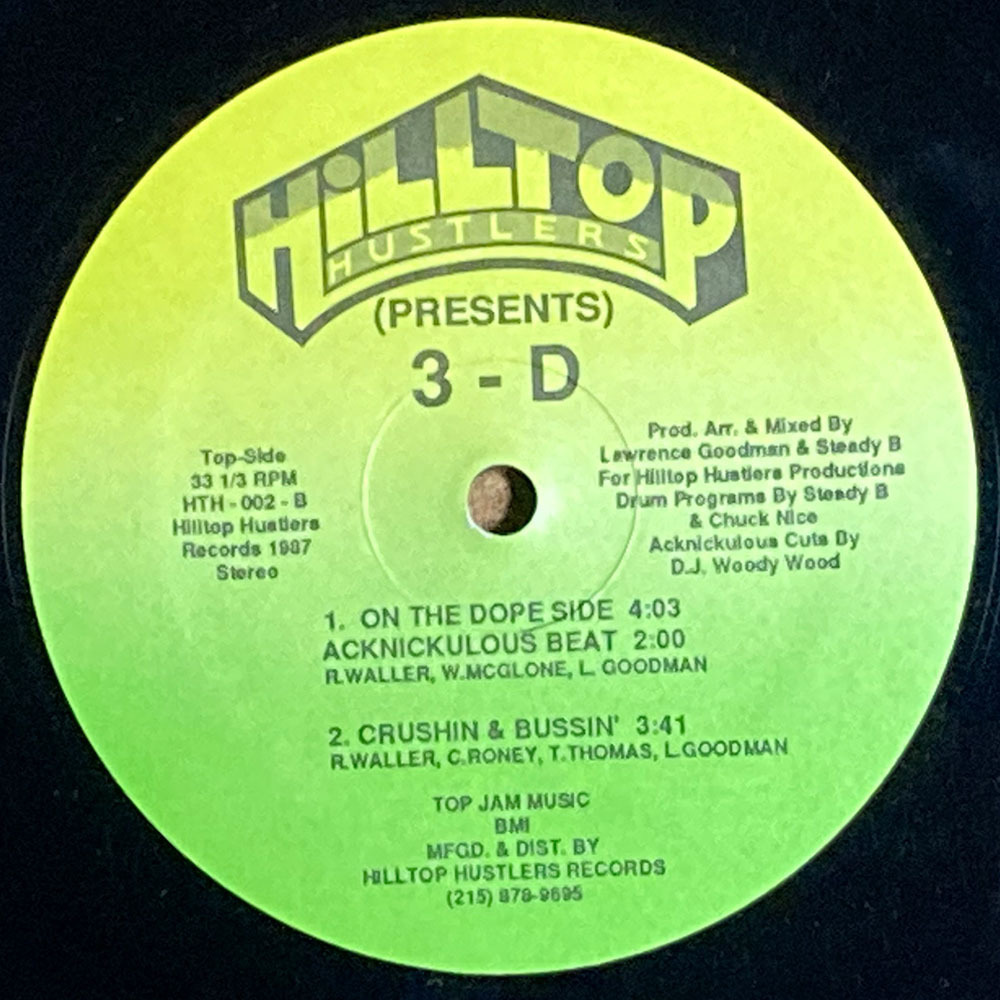 HiLLTOP
HUSTLERS
(PRESENTS)
3 - D
Top-Side
33 1/3 RPM
HTH - 002 - B
Hilltop Hustlers
Records 1987
Stereo
Prod. Arr. & Mixed By
Lawrence Goodman & Steady B
For Hilltop Hustlers Productions
Drum Programs By Steady B
& Chuck Nice
Acknickulous Cuts By
D.J. Woody Wood
1. ON THE DOPE SIDE 4:03
ACKNICKULOUS BEAT 2:00
R.WALLER, W.MCGLONE, L. GOODMAN
2. CRUSHIN & BUSSIN' 3:41
R.WALLER, C.RONEY, T.THOMAS, L.GOODMAN
TOP JAM MUSIC
BMI
MFGD. & DIST. BY
HILLTOP HUSTLERS RECORDS
(215)